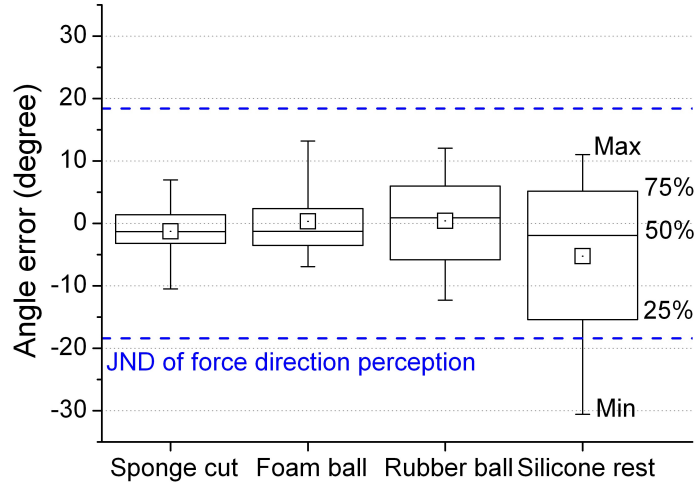 30
20
10
0
-10
-20
-30
Angle error (degree)
Max
75%
50%
25%
Min
JND of force direction perception
Sponge cut Foam ball Rubber ball Silicone rest